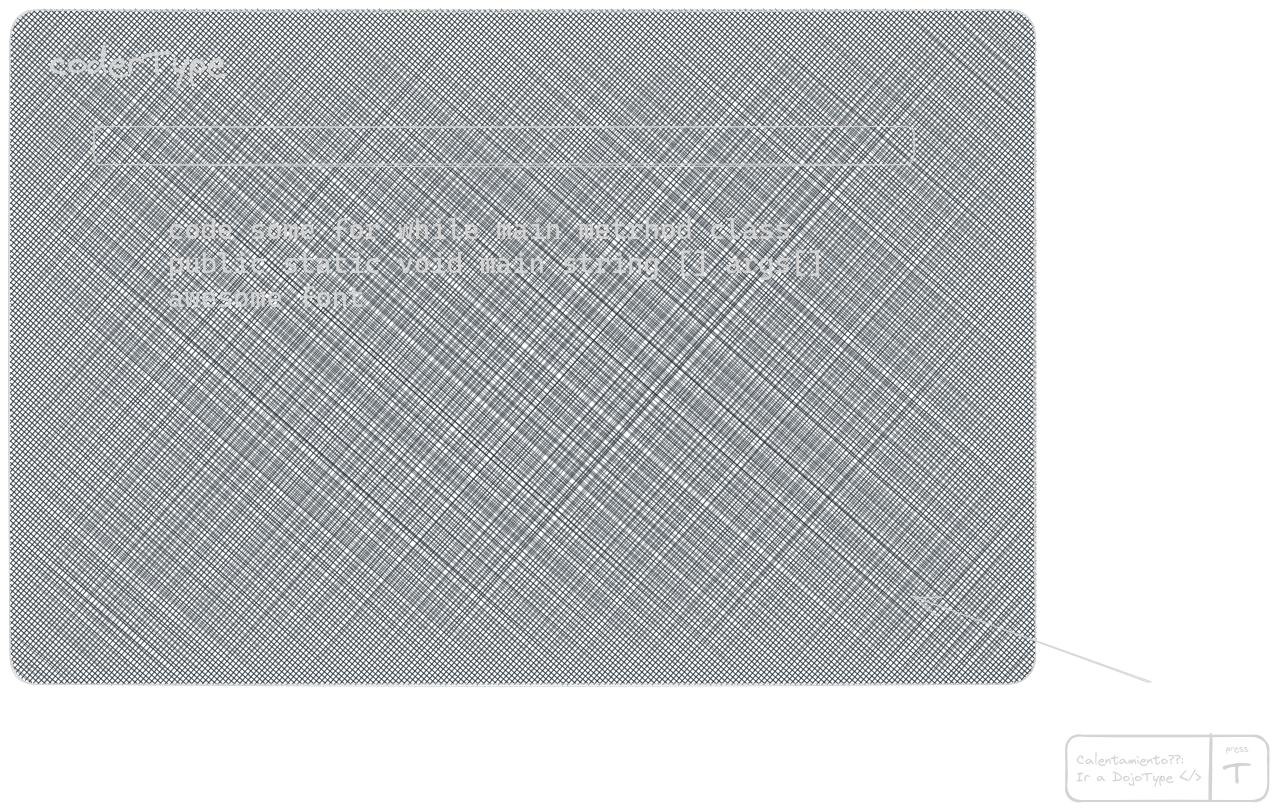 coderType
code some for while main metrhod class
public static void main string [] args[]
awesome font
Calentamiento??:
Ir a DojoType </>
press
T